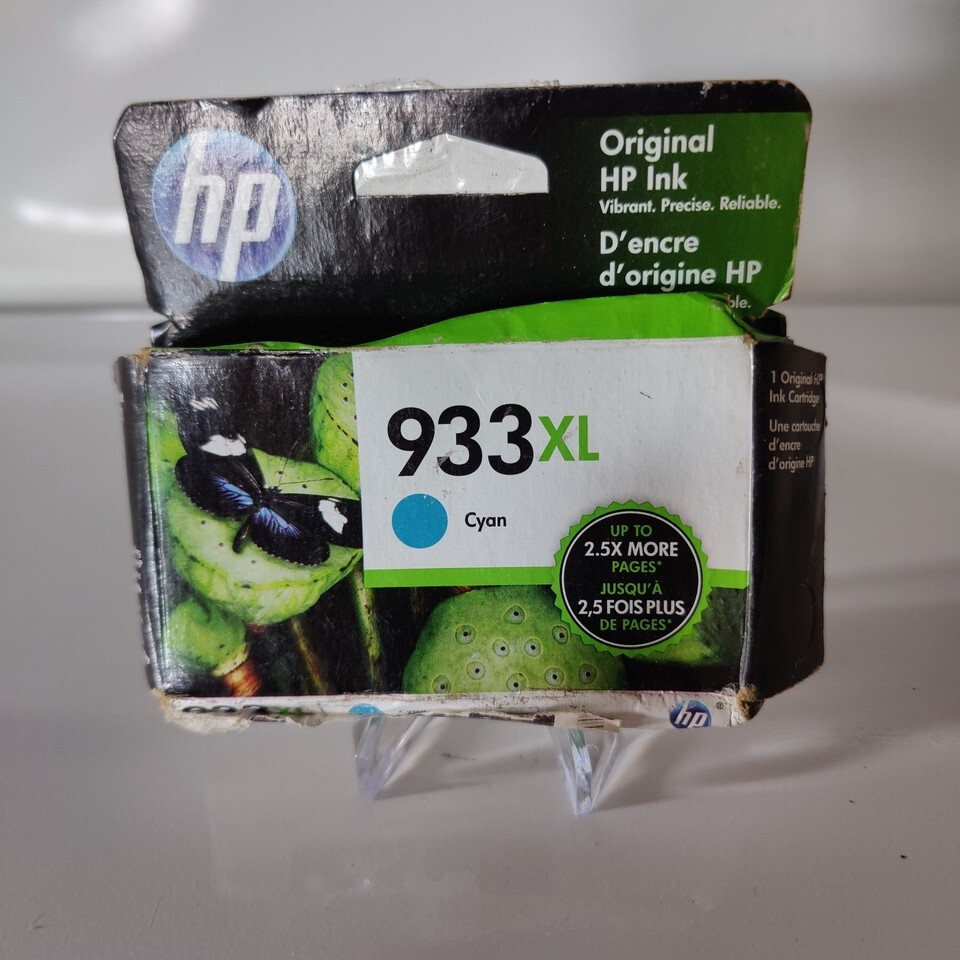 hp
Original
HP Ink
Vibrant. Precise. Reliable.
D'encre
d'origine HP
ble.
933XL
Cyan
UP TO
2.5X MORE
PAGES*
JUSQU'À
2,5 FOIS PLUS
DE PAGES*
1 Original
Ink Cartridge
Une cartouche
d'encre
d'origine HP
hp